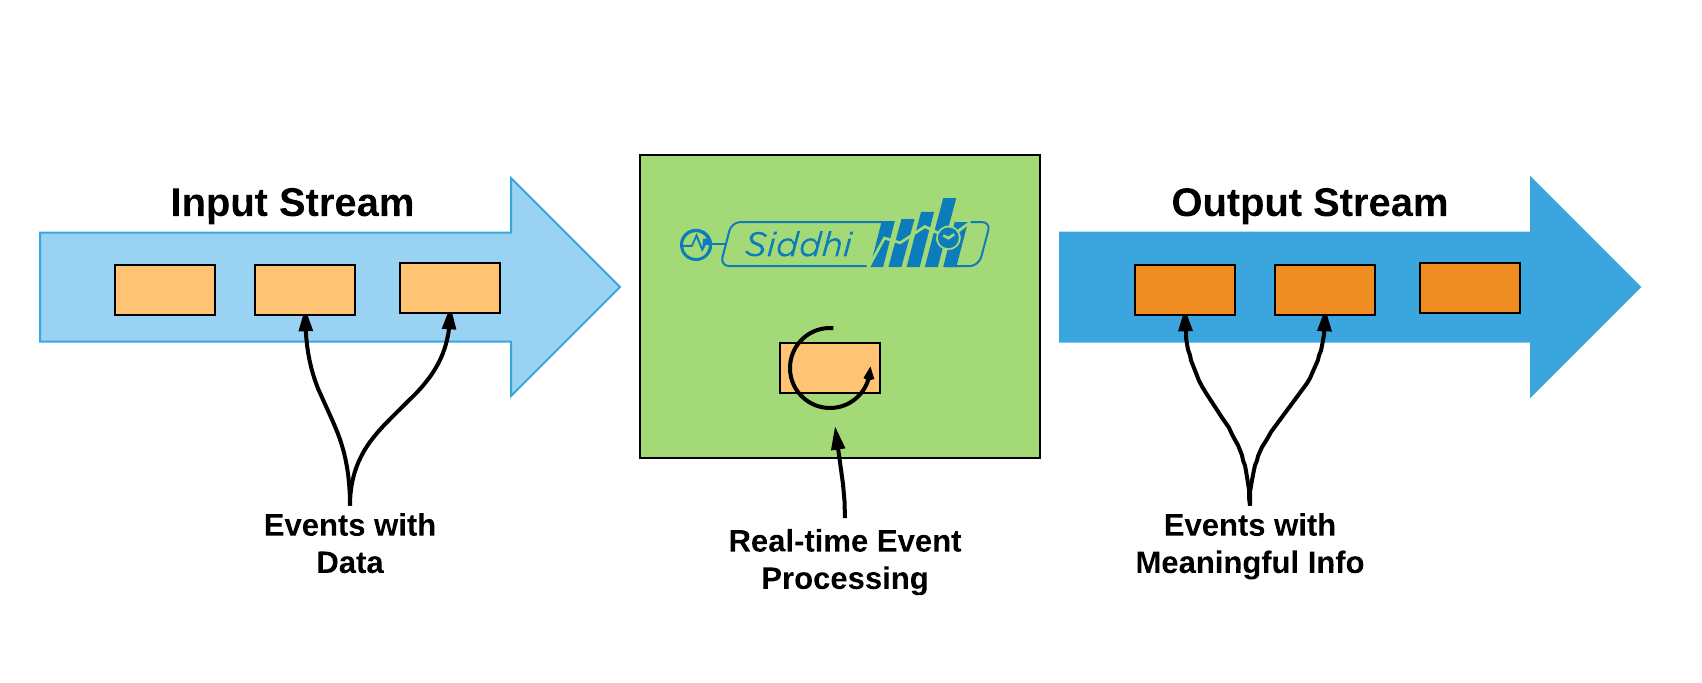 Input Stream
Output Stream
Siddhi
Events with
Data
Real-time Event
Processing
Events with
Meaningful Info